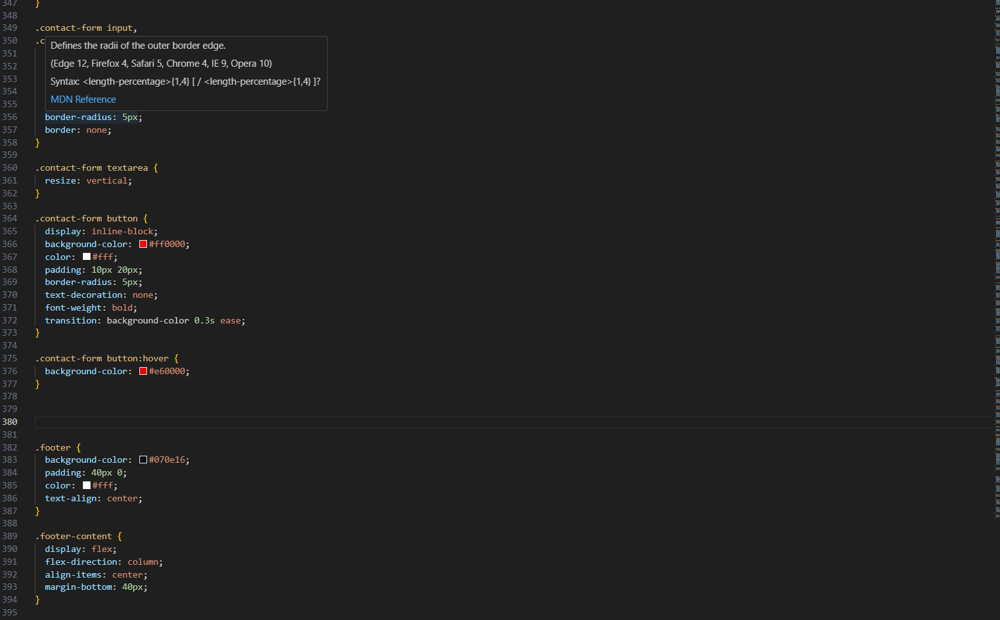 347 }
348
349 .contact-form input,
350 .c
Defines the radii of the outer border edge.
351
(Edge 12, Firefox 4, Safari 5, Chrome 4, IE 9, Opera 10)
352
353 Syntax: <length-percentage>{1,4} [ / <length-percentage>{1,4} ]?
354
355 MDN Reference
356 border-radius: 5px;
357 border: none;
358 }
359
360 .contact-form textarea {
361 resize: vertical;
362 }
363
364 .contact-form button {
365 display: inline-block;
366 background-color: #ff0000;
367 color: #fff;
368 padding: 10px 20px;
369 border-radius: 5px;
370 text-decoration: none;
371 font-weight: bold;
372 transition: background-color 0.3s ease;
373 }
374
375 .contact-form button:hover {
376 background-color: #e60000;
377 }
378
379
380
381
382 .footer {
383 background-color: #070e16;
384 padding: 40px 0;
385 color: #fff;
386 text-align: center;
387 }
388
389 .footer-content {
390 display: flex;
391 flex-direction: column;
392 align-items: center;
393 margin-bottom: 40px;
394 }
395